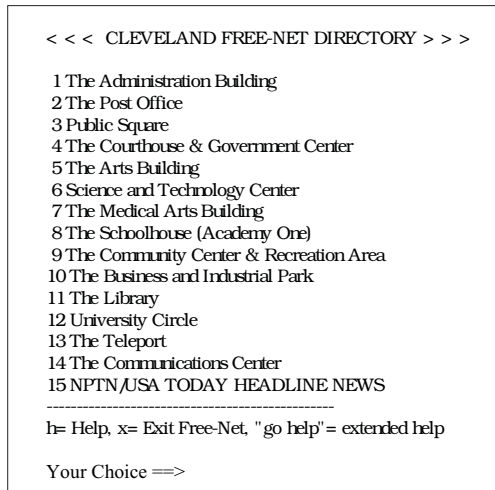 < < <  CLEVELAND FREE-NET DIRECTORY > > >
1 The Administration Building
2 The Post Office
3 Public Square
4 The Courthouse & Government Center
5 The Arts Building
6 Science and Technology Center
7 The Medical Arts Building
8 The Schoolhouse (Academy One)
9 The Community Center & Recreation Area
10 The Business and Industrial Park
11 The Library
12 University Circle
13 The Teleport
14 The Communications Center
15 NPTN/USA TODAY HEADLINE NEWS
------------------------------------------------
h= Help, x= Exit Free-Net, "go help"= extended help
Your Choice ==>